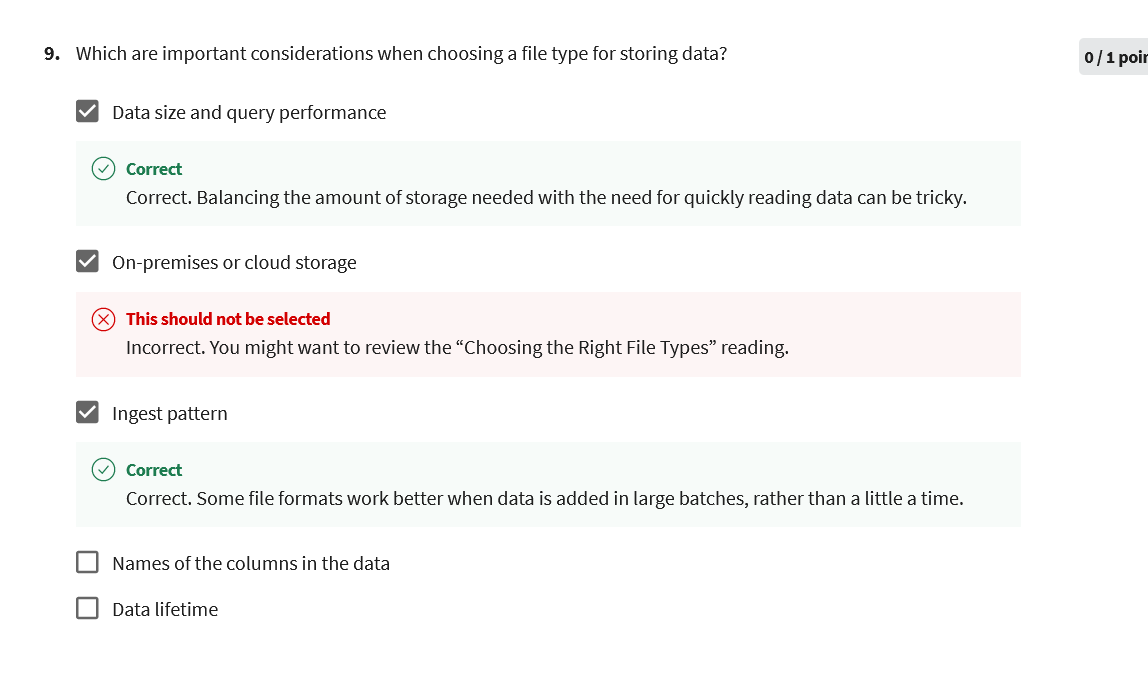 9. Which are important considerations when choosing a file type for storing data?
0 / 1 poin
Data size and query performance
Correct
Correct. Balancing the amount of storage needed with the need for quickly reading data can be tricky.
On-premises or cloud storage
This should not be selected
Incorrect. You might want to review the “Choosing the Right File Types” reading.
Ingest pattern
Correct
Correct. Some file formats work better when data is added in large batches, rather than a little a time.
Names of the columns in the data
Data lifetime